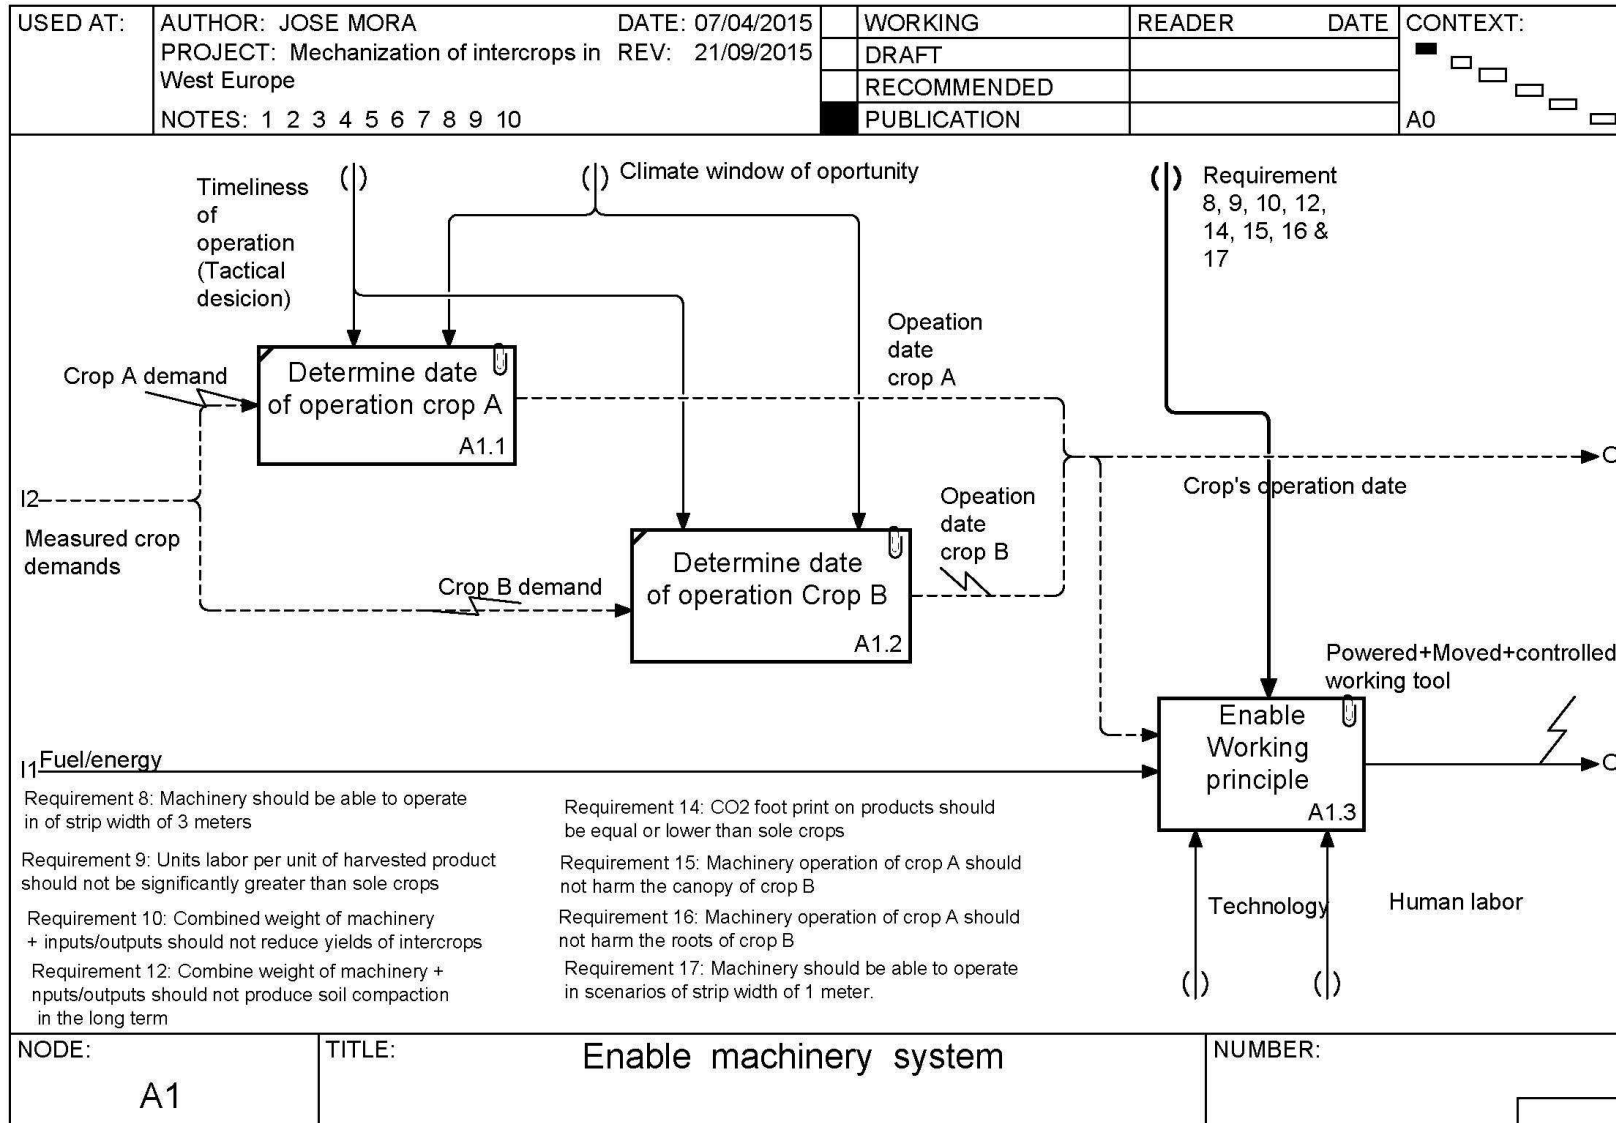 USED AT:
AUTHOR: JOSE MORA
DATE: 07/04/2015
PROJECT: Mechanization of intercrops in
West Europe
REV: 21/09/2015
NOTES: 1 2 3 4 5 6 7 8 9 10
WORKING
DRAFT
RECOMMENDED
PUBLICATION
READER
DATE
CONTEXT:
A0
Timeliness
of
operation
(Tactical
desicion)
Climate window of oportunity
Requirement
8, 9, 10, 12,
14, 15, 16 &
17
Crop A demand
Determine date
of operation crop A
A1.1
Opeation
date
crop A
I2
Measured crop
demands
Crop B demand
Determine date
of operation Crop B
A1.2
Opeation
date
crop B
Crop's operation date
Powered+Moved+controlled
working tool
I1
Fuel/energy
Enable
Working
principle
A1.3
Technology
Human labor
Requirement 8: Machinery should be able to operate
in of strip width of 3 meters
Requirement 9: Units labor per unit of harvested product
should not be significantly greater than sole crops
Requirement 10: Combined weight of machinery
+ inputs/outputs should not reduce yields of intercrops
Requirement 12: Combine weight of machinery +
nputs/outputs should not produce soil compaction
in the long term
Requirement 14: CO2 foot print on products should
be equal or lower than sole crops
Requirement 15: Machinery operation of crop A should
not harm the canopy of crop B
Requirement 16: Machinery operation of crop A should
not harm the roots of crop B
Requirement 17: Machinery should be able to operate
in scenarios of strip width of 1 meter.
NODE:
A1
TITLE:
Enable machinery system
NUMBER: